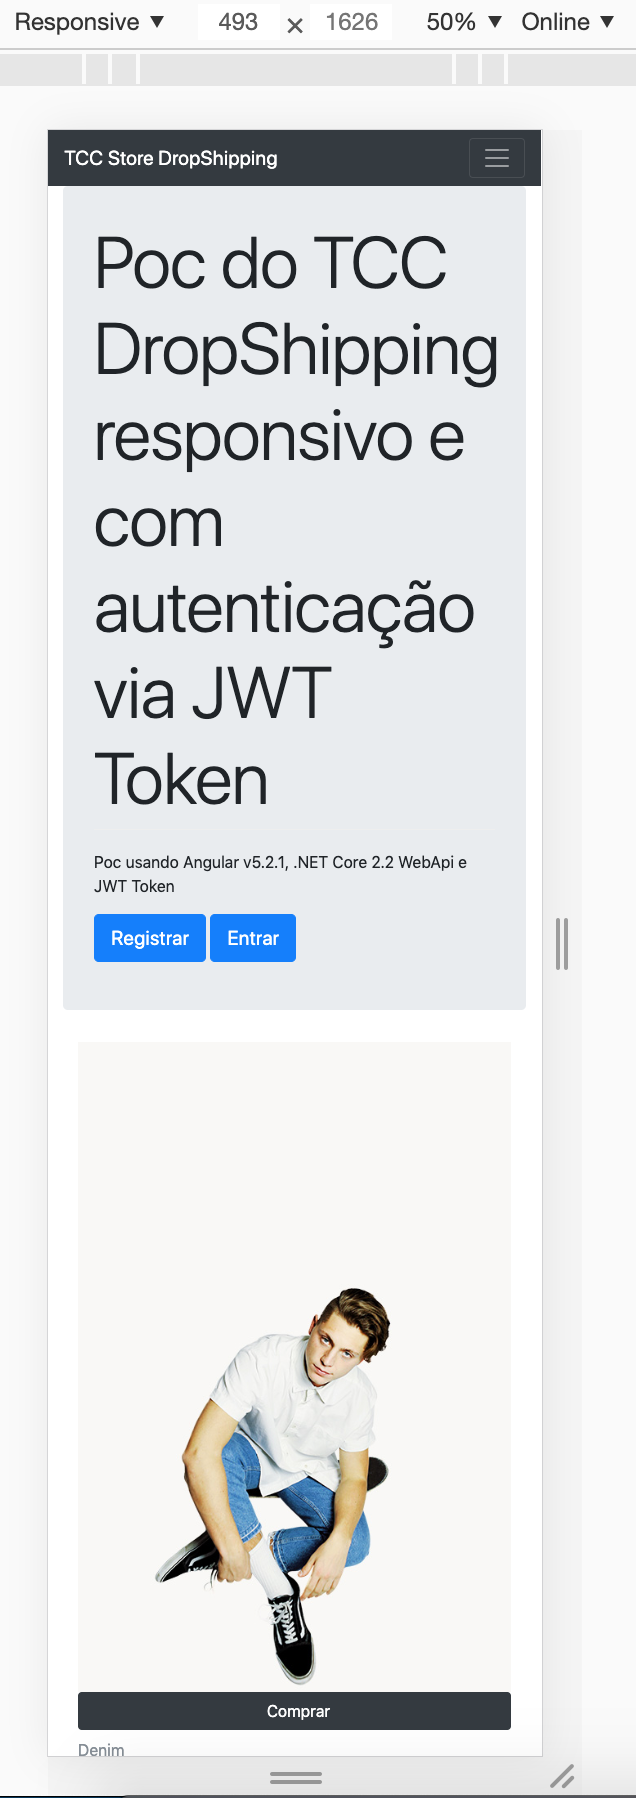 Responsive ▼ 493 × 1626 50% ▼ Online ▼
TCC Store DropShipping
Poc do TCC
DropShipping
responsivo e
com
autenticação
via JWT
Token
Poc usando Angular v5.2.1, .NET Core 2.2 WebApi e
JWT Token
Registrar Entrar
Comprar
Denim